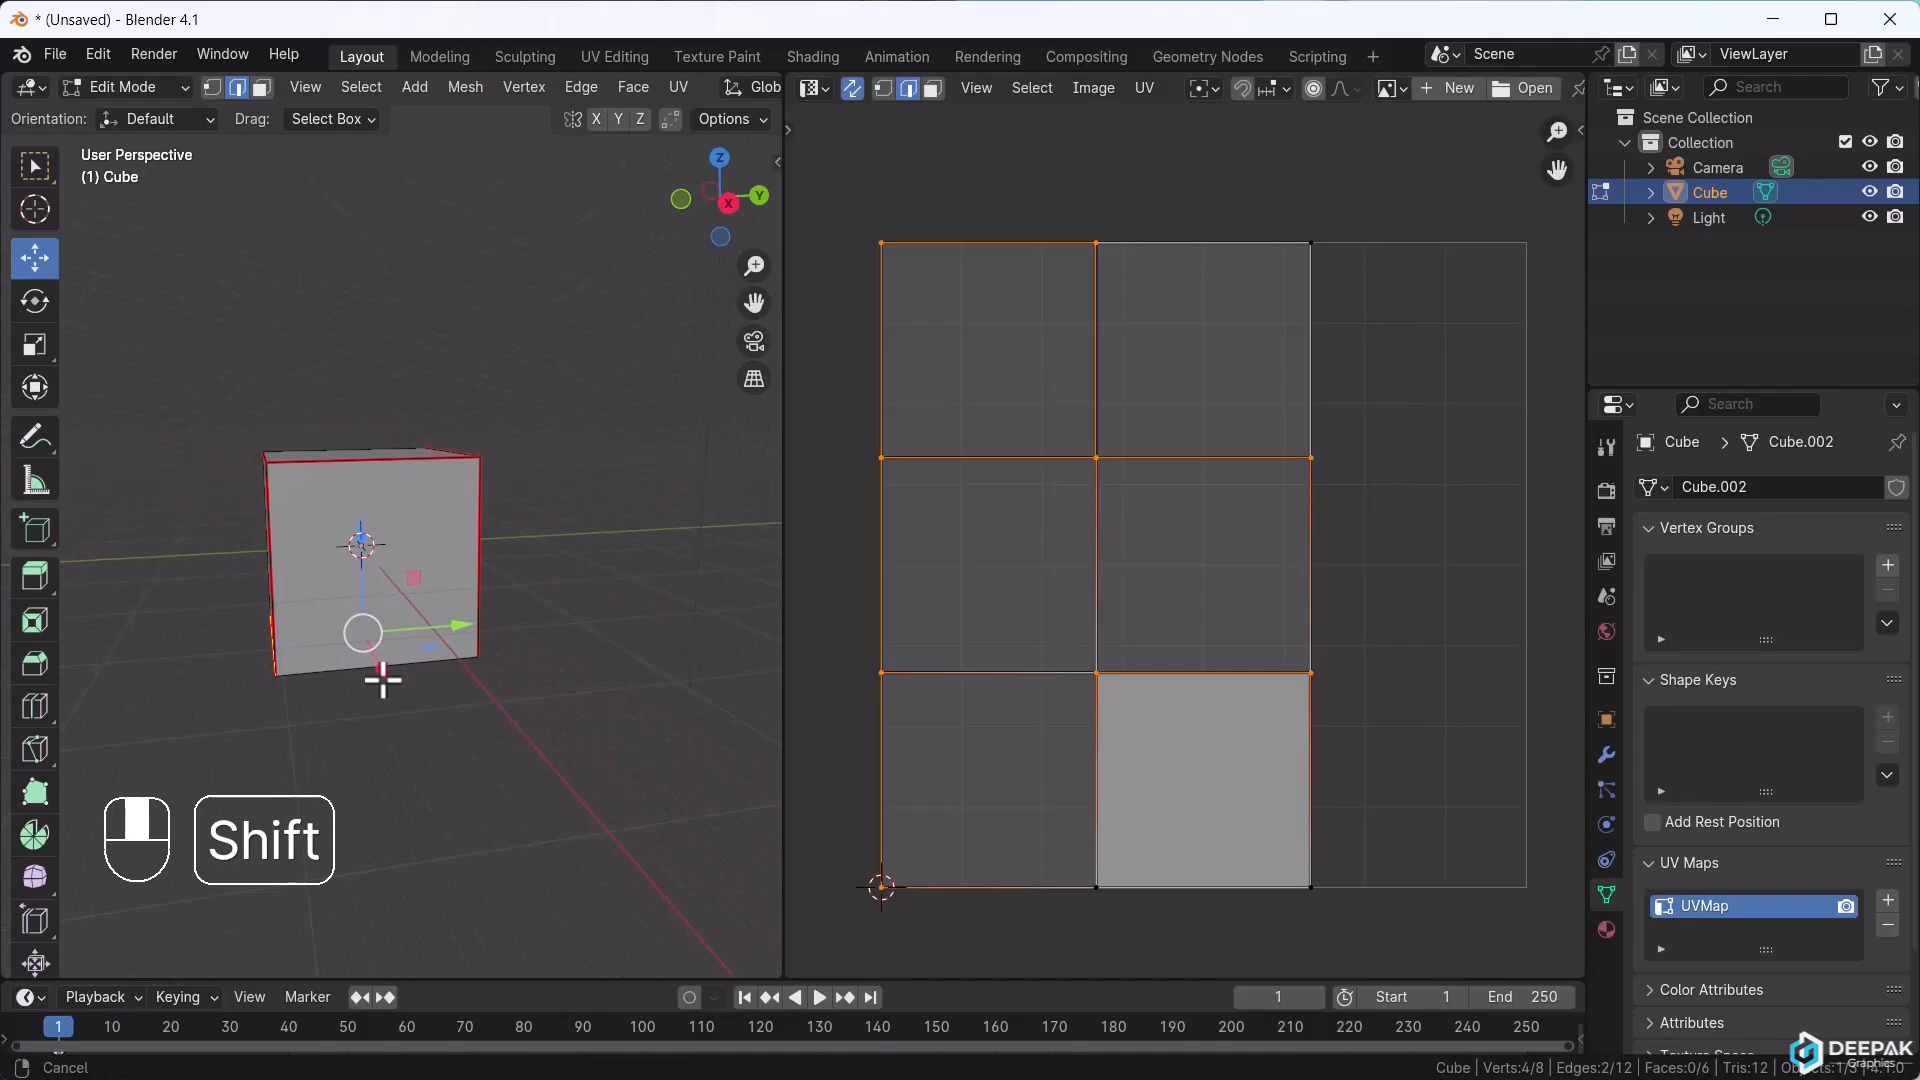 * (Unsaved) - Blender 4.1
File Edit Render Window Help Layout Modeling Sculpting UV Editing Texture Paint Shading Animation Rendering Compositing Geometry Nodes Scripting + Scene ViewLayer
Edit Mode View Select Add Mesh Vertex Edge Face UV Glob View Select Image UV + New Open Search
Orientation: Default Drag: Select Box X Y Z Options
Scene Collection
Collection
Camera
Cube
Light
User Perspective
(1) Cube
Z
Y
X
Search
Cube > Cube.002
Cube.002
Vertex Groups
Shape Keys
Add Rest Position
UV Maps
UVMap
Color Attributes
Attributes
Shift
Playback Keying View Marker 1 Start 1 End 250
1 10 20 30 40 50 60 70 80 90 100 110 120 130 140 150 160 170 180 190 200 210 220 230 240 250
Cancel
Cube | Verts:4/8 | Edges:2/12 | Faces:0/6 | Tris:12 |
DEEPAK
Graphics